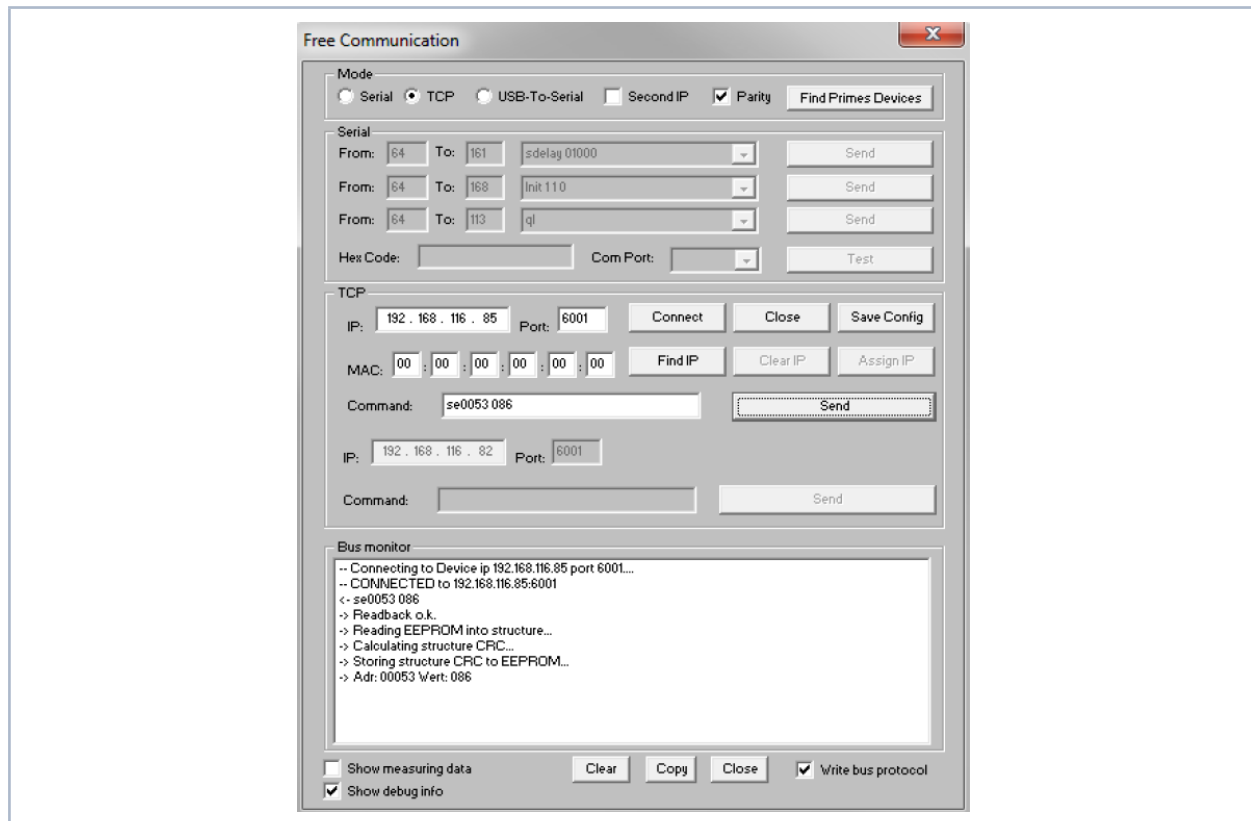 Free Communication
Mode
Serial TCP USB-To-Serial Second IP Parity Find Primes Devices
Serial
From: 64 To: 161 sdelay 01000 Send
From: 64 To: 168 Init 110 Send
From: 64 To: 113 ql Send
Hex Code: Com Port: Test
TCP
IP: 192 . 168 . 116 . 85 Port: 6001 Connect Close Save Config
MAC: 00 : 00 : 00 : 00 : 00 : 00 Find IP Clear IP Assign IP
Command: se0053 086 Send
IP: 192 . 168 . 116 . 82 Port: 6001
Command: Send
Bus monitor
-- Connecting to Device ip 192.168.116.85 port 6001....
-- CONNECTED to 192.168.116.85:6001
<- se0053 086
-> Readback o.k.
-> Reading EEPROM into structure...
-> Calculating structure CRC...
-> Storing structure CRC to EEPROM...
-> Adr: 00053 Wert: 086
Show measuring data Clear Copy Close Write bus protocol
Show debug info